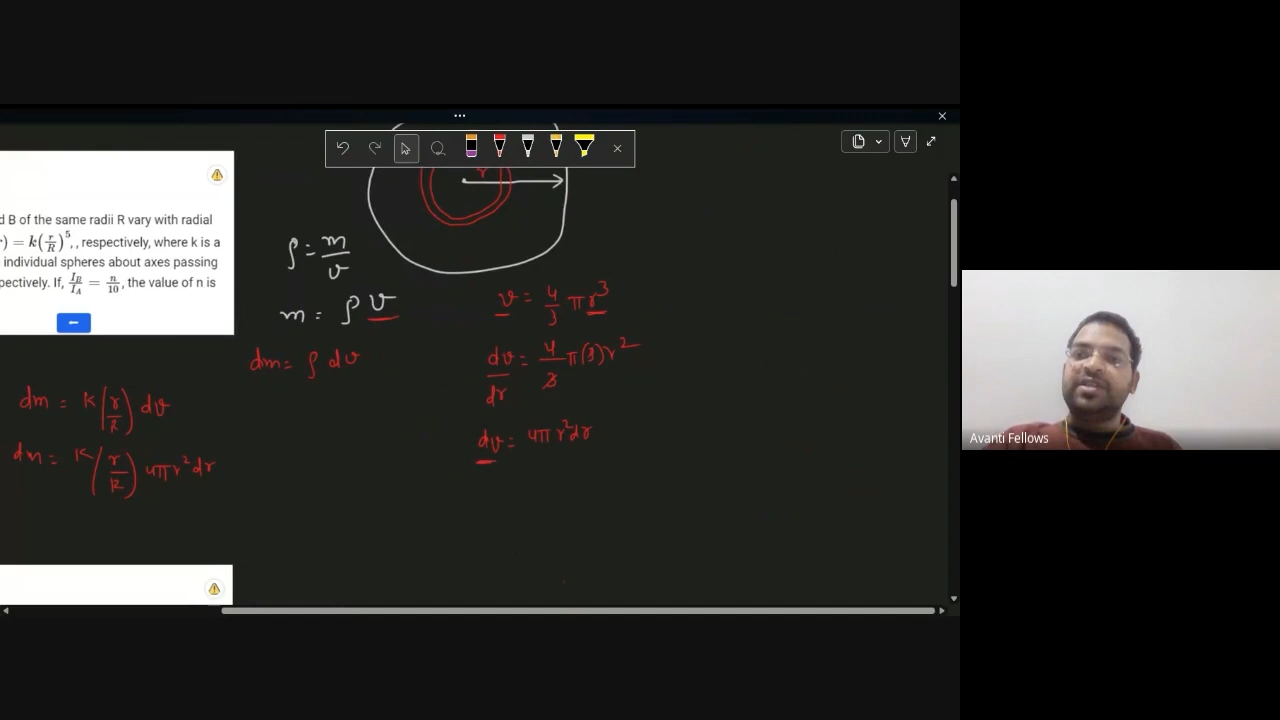 d B of the same radii R vary with radial
) = k(r/R)^5, , respectively, where k is a
individual spheres about axes passing
pectively. If, I_B/I_A = n/10, the value of n is
r
ρ = m/v
m = ρ v
dm = ρ dv
v = 4/3 π r^3
dv/dr = 4/3 π(3) r^2
dv = 4π r^2 dr
dm = k(r/R) dv
dm = k(r/R) 4π r^2 dr
Avanti Fellows